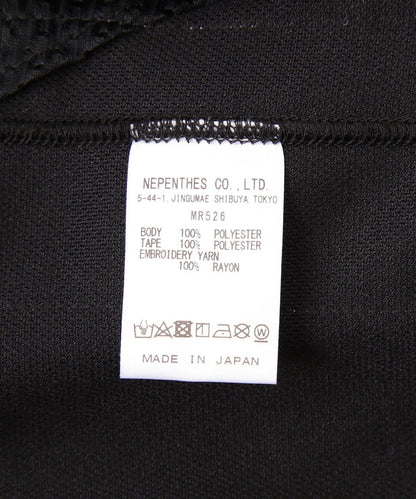 NEPENTHES CO.,LTD.
5-44-1, JINGUMAE SHIBUYA, TOKYO
MR526
BODY 100% POLYESTER
TAPE 100% POLYESTER
EMBROIDERY YARN
100% RAYON
MADE IN JAPAN